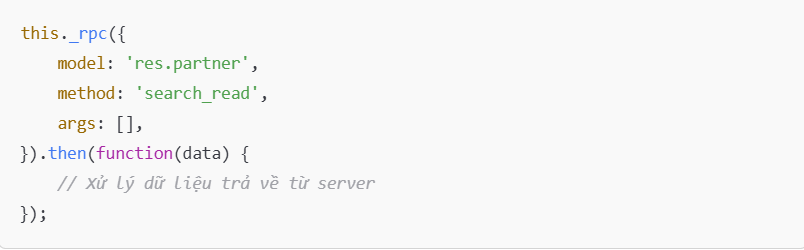 this._rpc({
    model: 'res.partner',
    method: 'search_read',
    args: [],
}).then(function(data) {
    // Xử lý dữ liệu trả về từ server
});